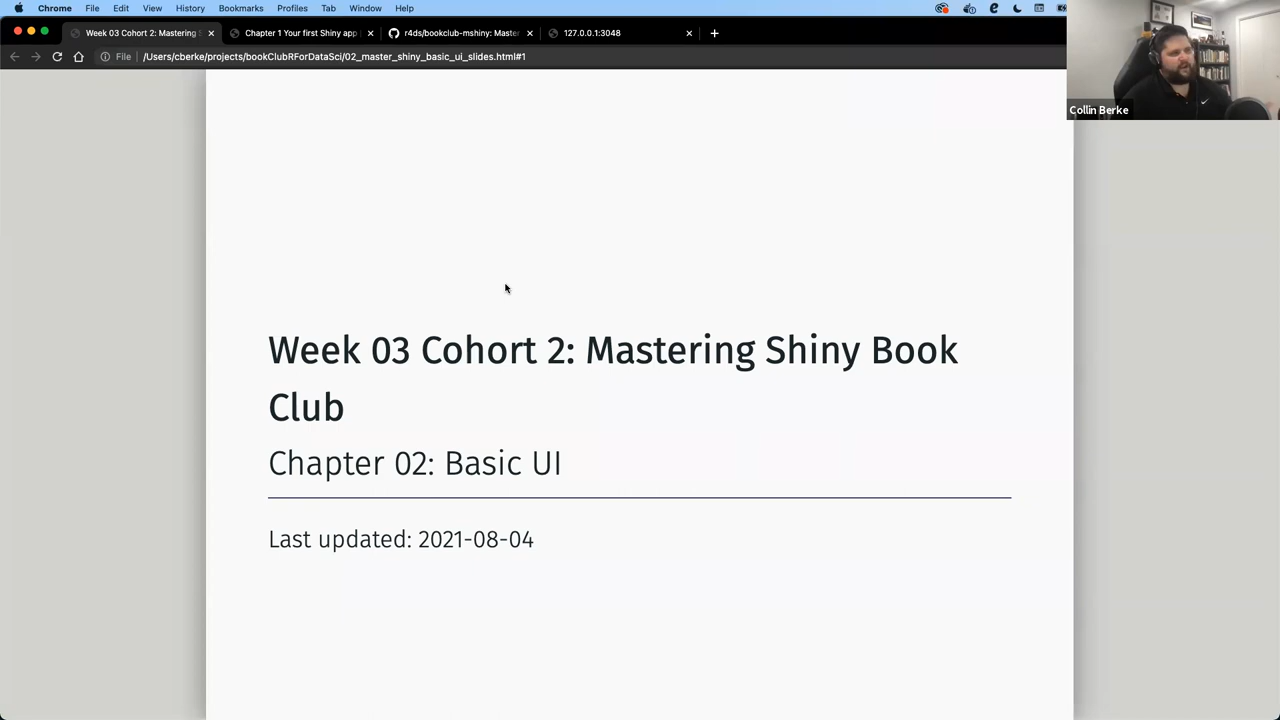 Chrome File Edit View History Bookmarks Profiles Tab Window Help
Week 03 Cohort 2: Mastering
Chapter 1 Your first Shiny app
r4ds/bookclub-mshiny: Master
127.0.0.1:3048
File /Users/cberke/projects/bookClubRForDataSci/02_master_shiny_basic_ui_slides.html#1
Collin Berke
Week 03 Cohort 2: Mastering Shiny Book
Club
Chapter 02: Basic UI
Last updated: 2021-08-04